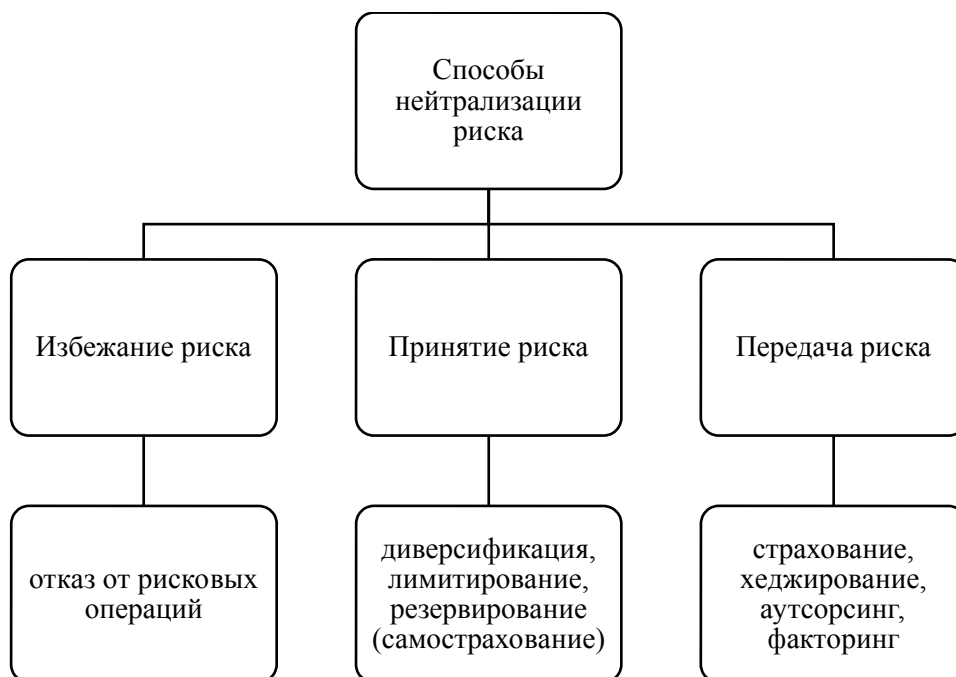 Способы
нейтрализации
риска
Избежание риска
Принятие риска
Передача риска
отказ от рисковых
операций
диверсификация,
лимитирование,
резервирование
(самострахование)
страхование,
хеджирование,
аутсорсинг,
факторинг